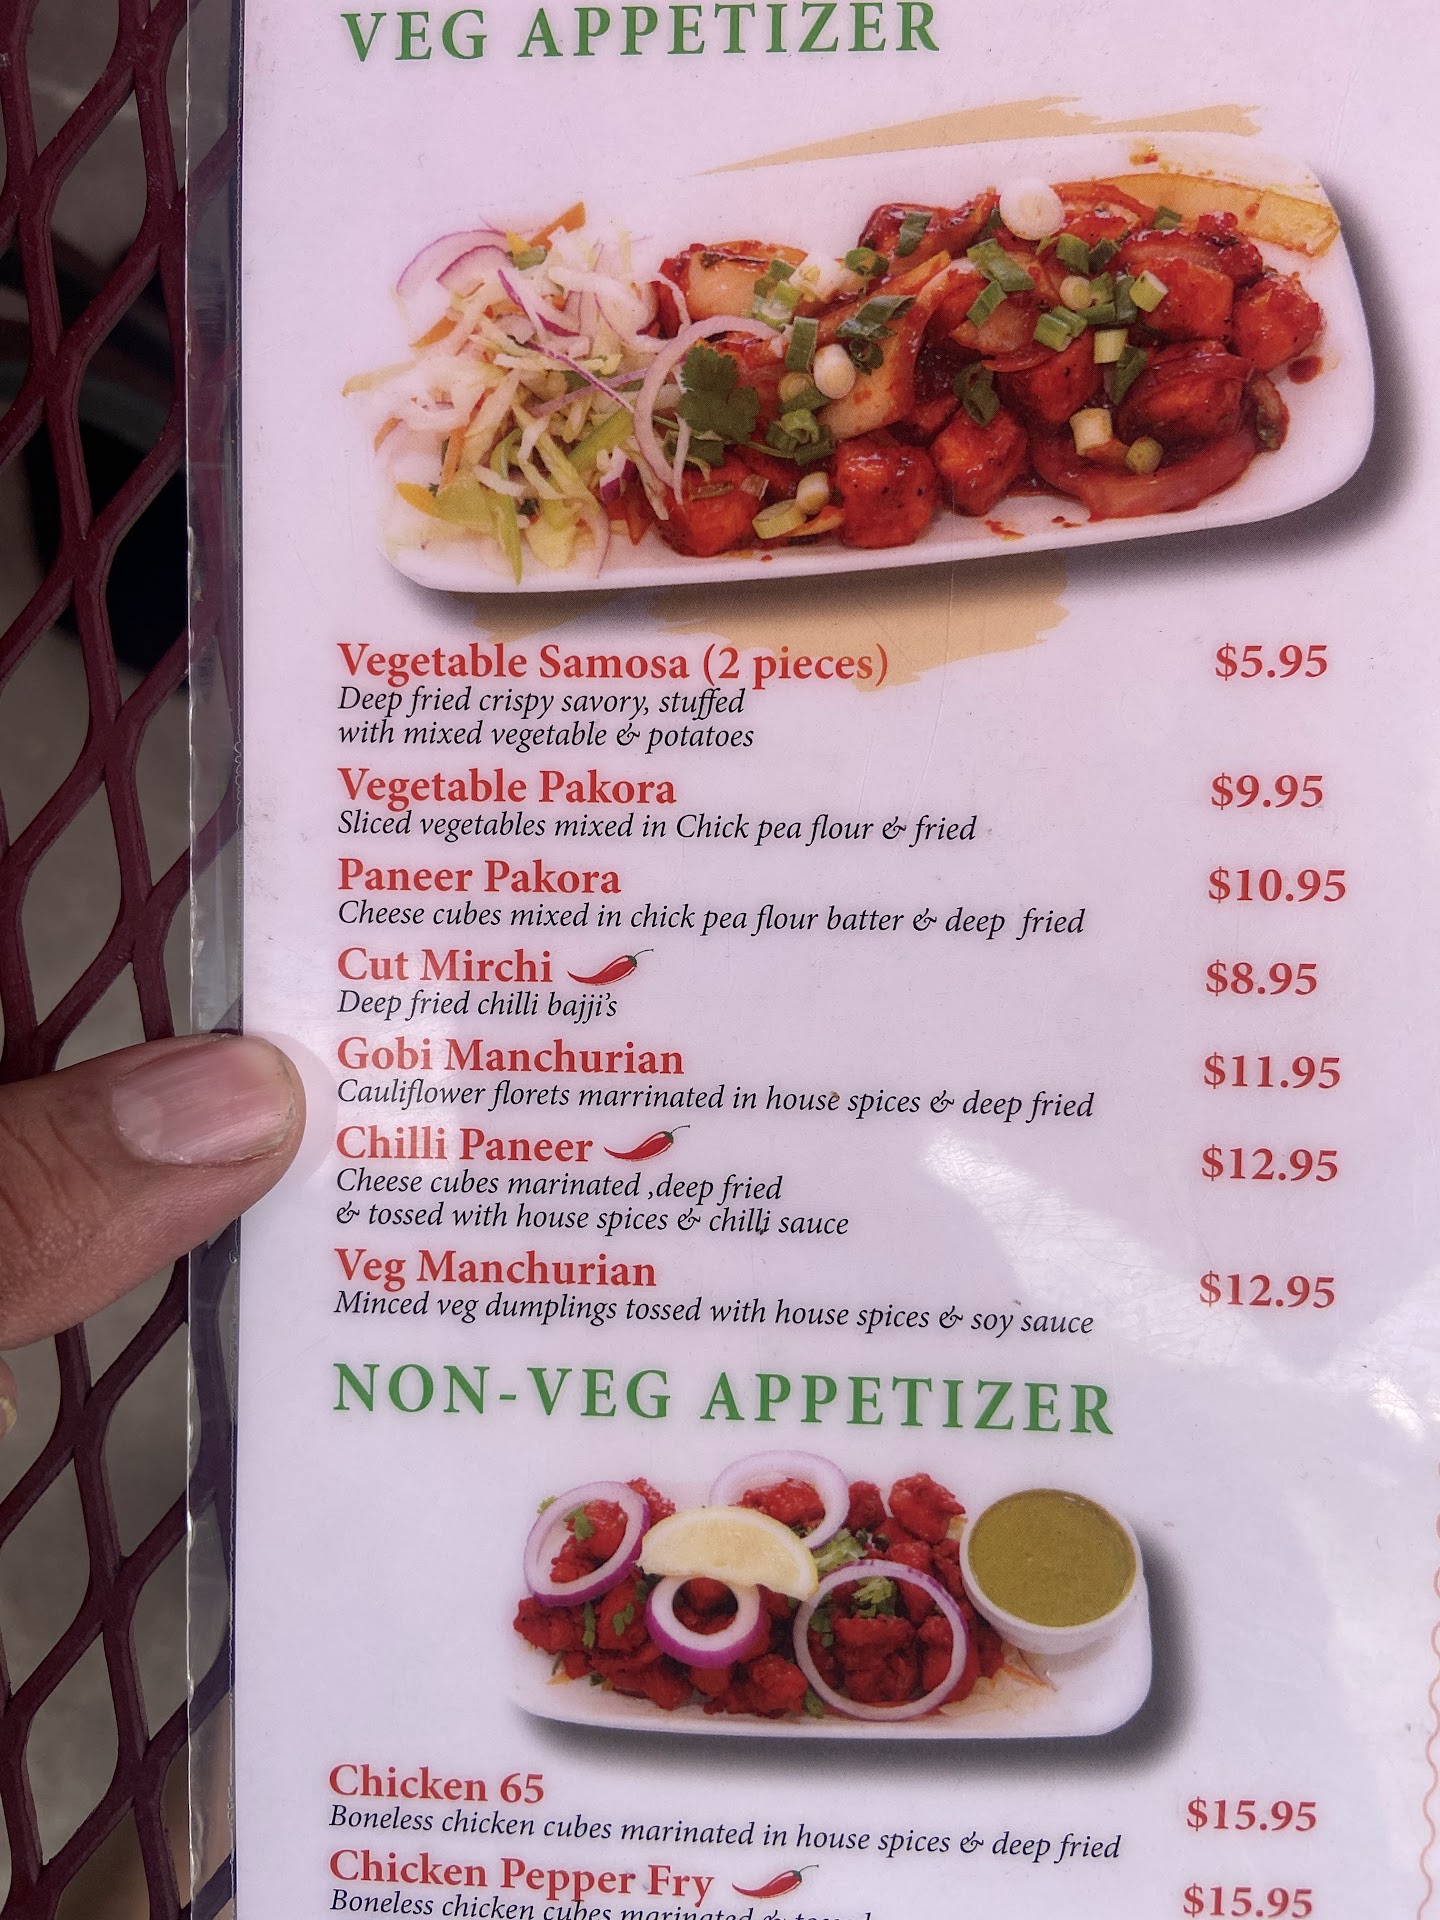 VEG APPETIZER
Vegetable Samosa (2 pieces) $5.95
Deep fried crispy savory, stuffed
with mixed vegetable & potatoes
Vegetable Pakora $9.95
Sliced vegetables mixed in Chick pea flour & fried
Paneer Pakora $10.95
Cheese cubes mixed in chick pea flour batter & deep fried
Cut Mirchi $8.95
Deep fried chilli bajji's
Gobi Manchurian $11.95
Cauliflower florets marrinated in house spices & deep fried
Chilli Paneer $12.95
Cheese cubes marinated ,deep fried
& tossed with house spices & chilli sauce
Veg Manchurian $12.95
Minced veg dumplings tossed with house spices & soy sauce
NON-VEG APPETIZER
Chicken 65 $15.95
Boneless chicken cubes marinated in house spices & deep fried
Chicken Pepper Fry $15.95
Boneless chicken cubes marinated &